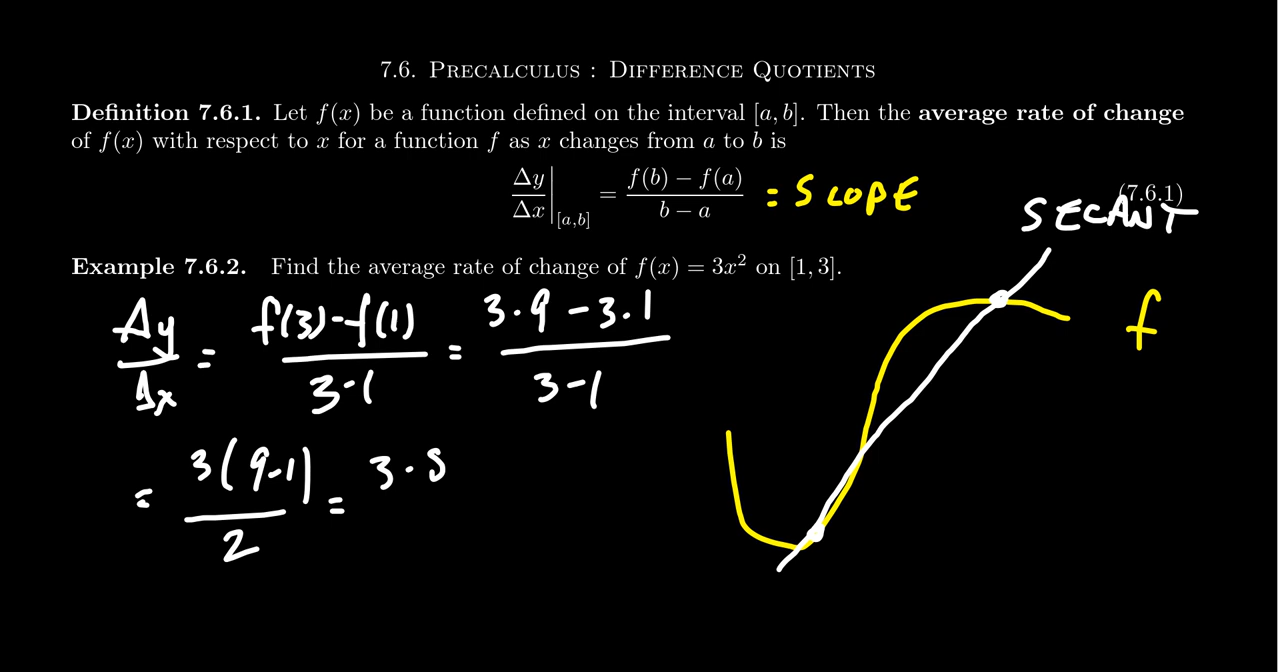 7.6. PRECALCULUS : DIFFERENCE QUOTIENTS
Definition 7.6.1. Let f(x) be a function defined on the interval [a, b]. Then the average rate of change
of f(x) with respect to x for a function f as x changes from a to b is
Δy/Δx |[a,b] = f(b) − f(a) / b − a = SLOPE (7.6.1)
SECANT
Example 7.6.2. Find the average rate of change of f(x) = 3x² on [1, 3].
Δy/Δx = f(3)-f(1) / 3-1 = 3·9 - 3·1 / 3-1
f
= 3(9-1) / 2 = 3·8